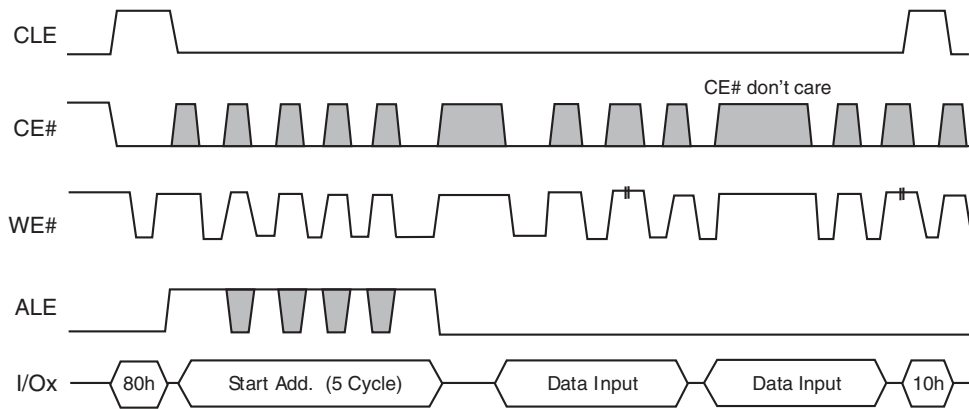 CLE
CE# don't care
CE#
WE#
ALE
I/Ox
80h
Start Add. (5 Cycle)
Data Input
Data Input
10h